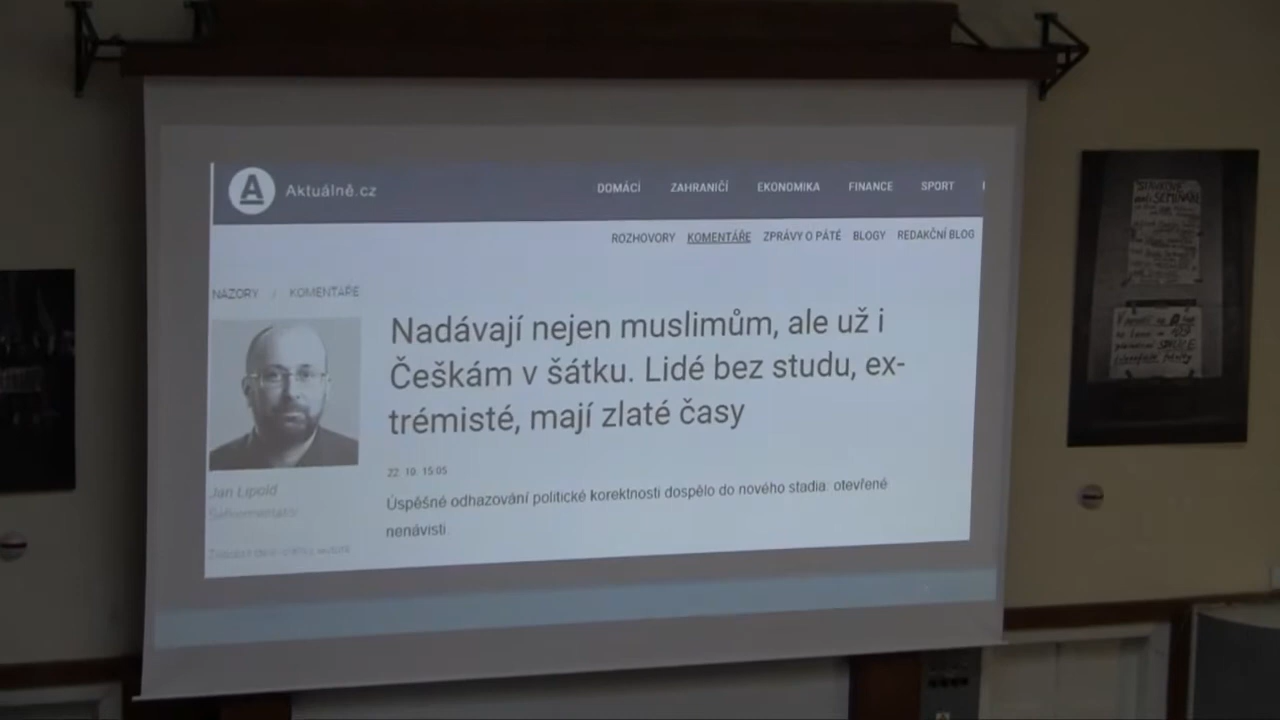 Aktuálně.cz
DOMÁCÍ ZAHRANIČÍ EKONOMIKA FINANCE SPORT
ROZHOVORY KOMENTÁŘE ZPRÁVY O PÁTÉ BLOGY REDAKČNÍ BLOG
NÁZORY / KOMENTÁŘE
Nadávají nejen muslimům, ale už i
Češkám v šátku. Lidé bez studu, ex-
trémisté, mají zlaté časy
22. 10. 15:05
Úspěšné odhazování politické korektnosti dospělo do nového stadia: otevřené
nenávisti.
Jan Lipold